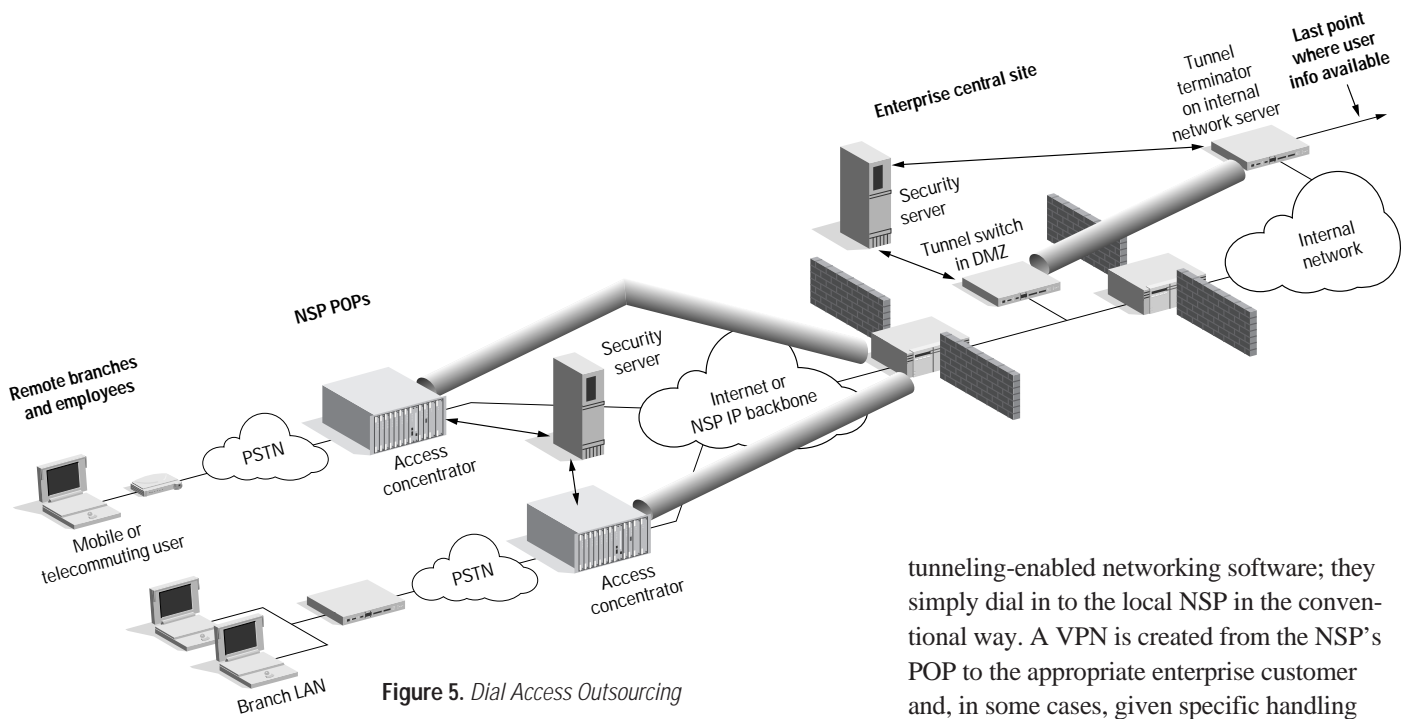 Last point
where user
info available
Tunnel
terminator
on internal
network server
Enterprise central site
Security
server
Tunnel switch
in DMZ
Internal
network
NSP POPs
Security
server
Internet or
NSP IP backbone
Remote branches
and employees
PSTN
Access
concentrator
Mobile or
telecommuting user
PSTN
Access
concentrator
Branch LAN
Figure 5. Dial Access Outsourcing
tunneling-enabled networking software; they
simply dial in to the local NSP in the conven-
tional way. A VPN is created from the NSP’s
POP to the appropriate enterprise customer
and, in some cases, given specific handling